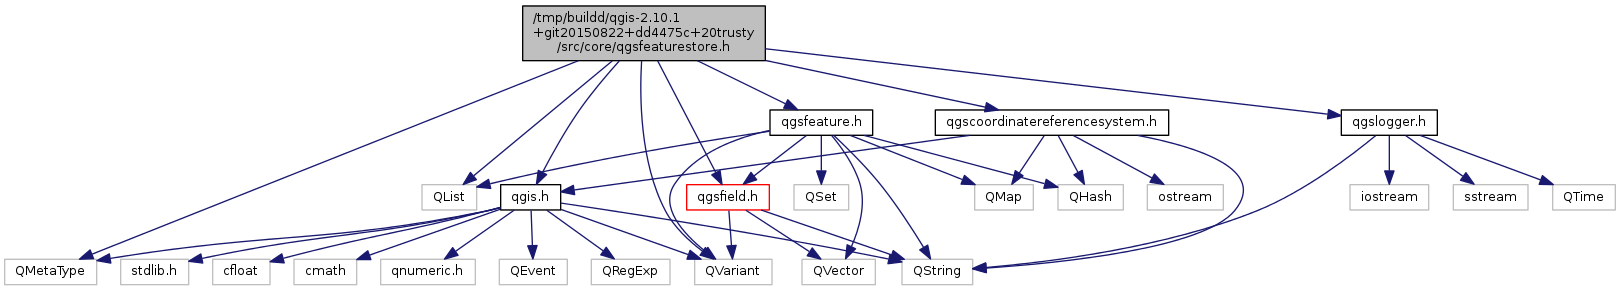 /tmp/buildd/qgis-2.10.1
+git20150822+dd4475c+20trusty
/src/core/qgsfeaturestore.h
qgsfeature.h
qgscoordinatereferencesystem.h
qgslogger.h
QList
qgis.h
qgsfield.h
QSet
QMap
QHash
ostream
iostream
sstream
QTime
QMetaType
stdlib.h
cfloat
cmath
qnumeric.h
QEvent
QRegExp
QVariant
QVector
QString